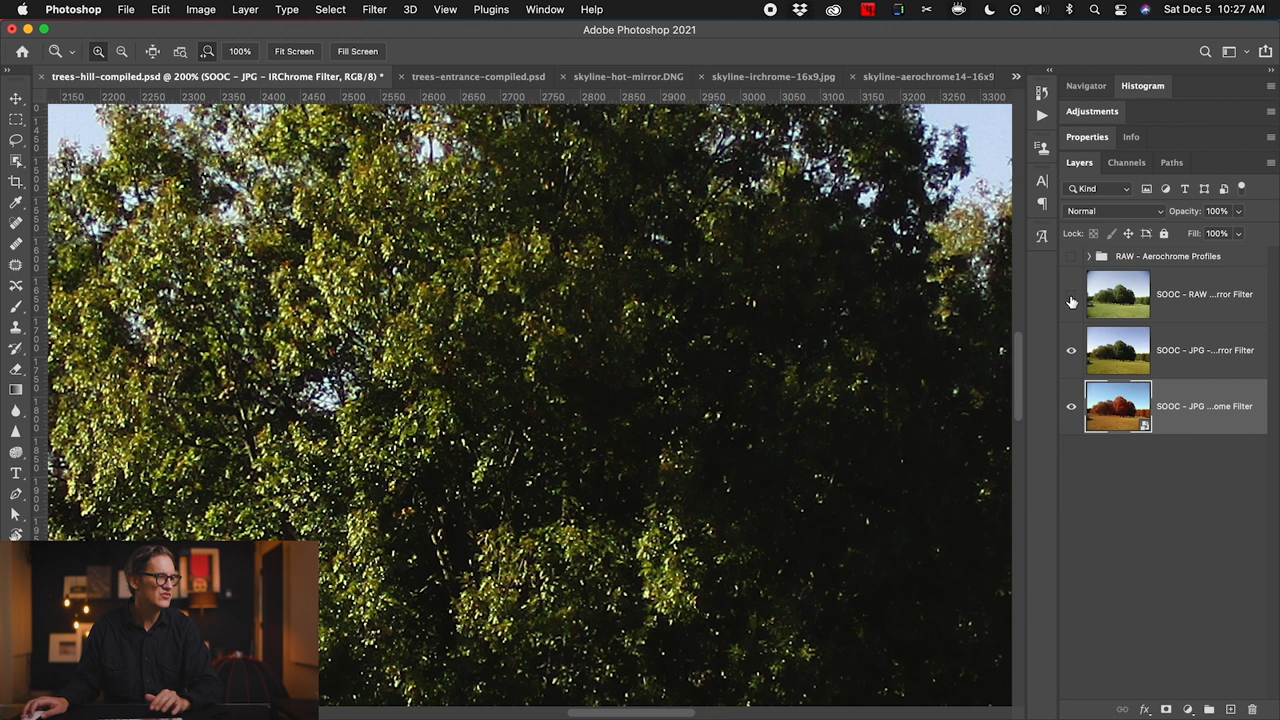 Photoshop File Edit Image Layer Type Select Filter 3D View Plugins Window Help Sat Dec 5 10:27 AM
Adobe Photoshop 2021
100% Fit Screen Fill Screen
trees-hill-compiled.psd @ 200% (SOOC - JPG - IRChrome Filter, RGB/8) * trees-entrance-compiled.psd skyline-hot-mirror.DNG skyline-irchrome-16x9.jpg skyline-aerochrome14-16x9
2150 2200 2250 2300 2350 2400 2450 2500 2550 2600 2650 2700 2750 2800 2850 2900 2950 3000 3050 3100 3150 3200 3250 3300
Navigator Histogram
Adjustments
Properties Info
Layers Channels Paths
Kind
Normal Opacity: 100%
Lock: Fill: 100%
RAW - Aerochrome Profiles
SOOC - RAW ...rror Filter
SOOC - JPG -...rror Filter
SOOC - JPG ...ome Filter